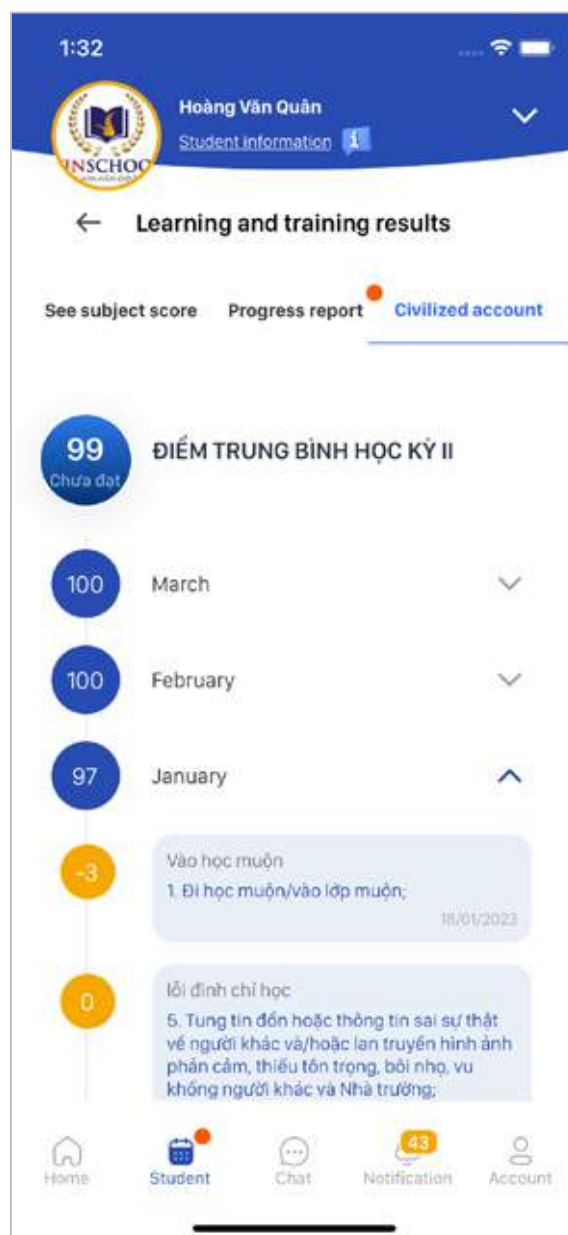 1:32
Hoàng Văn Quân
Student information
INSCHOO
Learning and training results
See subject score Progress report Civilized account
99
Chưa đạt
ĐIỂM TRUNG BÌNH HỌC KỲ II
100 March
100 February
97 January
-3
Vào học muộn
1. Đi học muộn/vào lớp muộn;
18/01/2023
0
lỗi đình chỉ học
5. Tung tin đồn hoặc thông tin sai sự thật
về người khác và/hoặc lan truyền hình ảnh
phản cảm, thiếu tôn trọng, bôi nhọ, vu
khống người khác và Nhà trường;
43
Home Student Chat Notification Account